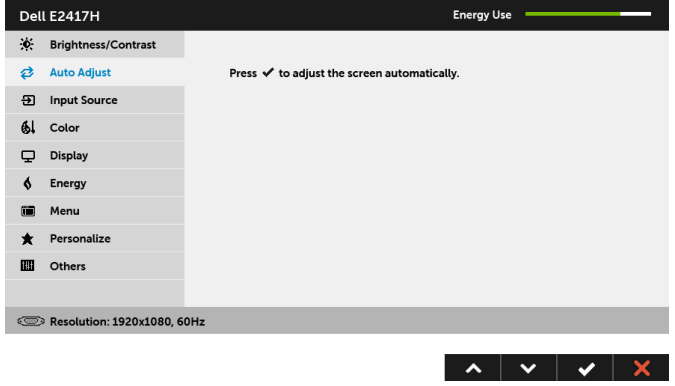 Dell E2417H
Energy Use
Brightness/Contrast
Auto Adjust
Press ✓ to adjust the screen automatically.
Input Source
Color
Display
Energy
Menu
Personalize
Others
Resolution: 1920x1080, 60Hz